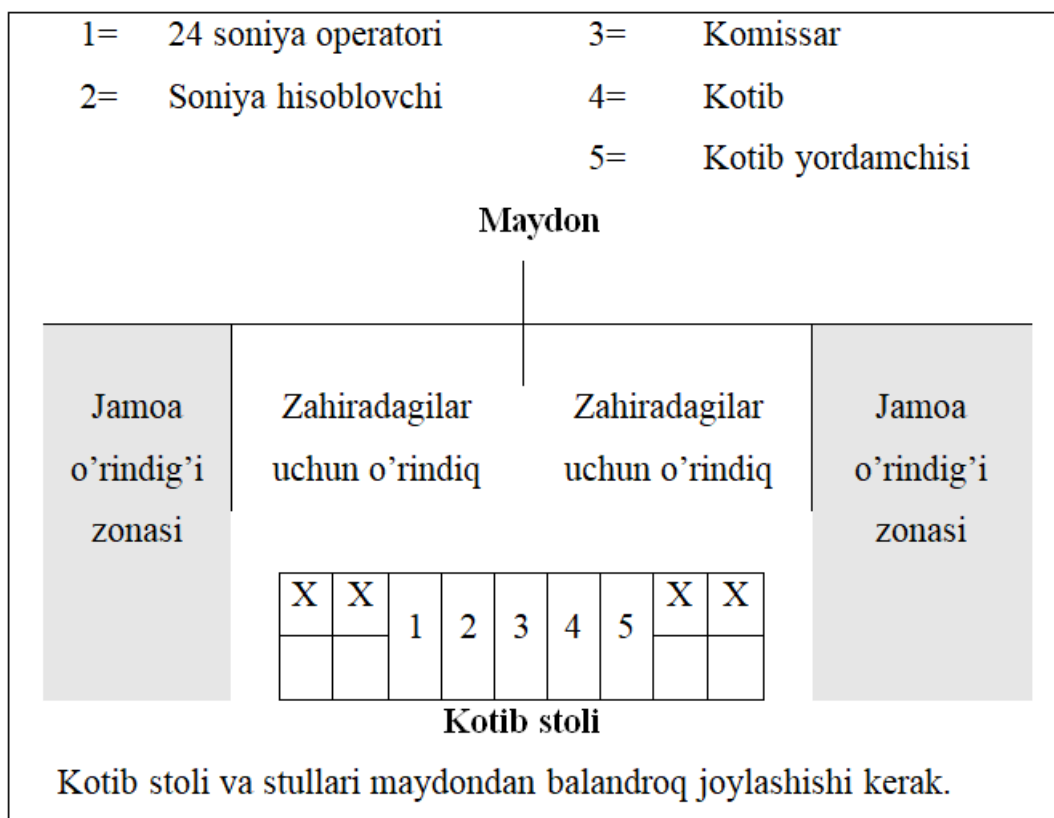 1= 24 soniya operatori 3= Komissar
2= Soniya hisoblovchi 4= Kotib
5= Kotib yordamchisi
Maydon
Jamoa Zahiradagilar Zahiradagilar Jamoa
o’rindig’i uchun o’rindiq uchun o’rindiq o’rindig’i
zonasi zonasi
X X 1 2 3 4 5 X X
Kotib stoli
Kotib stoli va stullari maydondan balandroq joylashishi kerak.